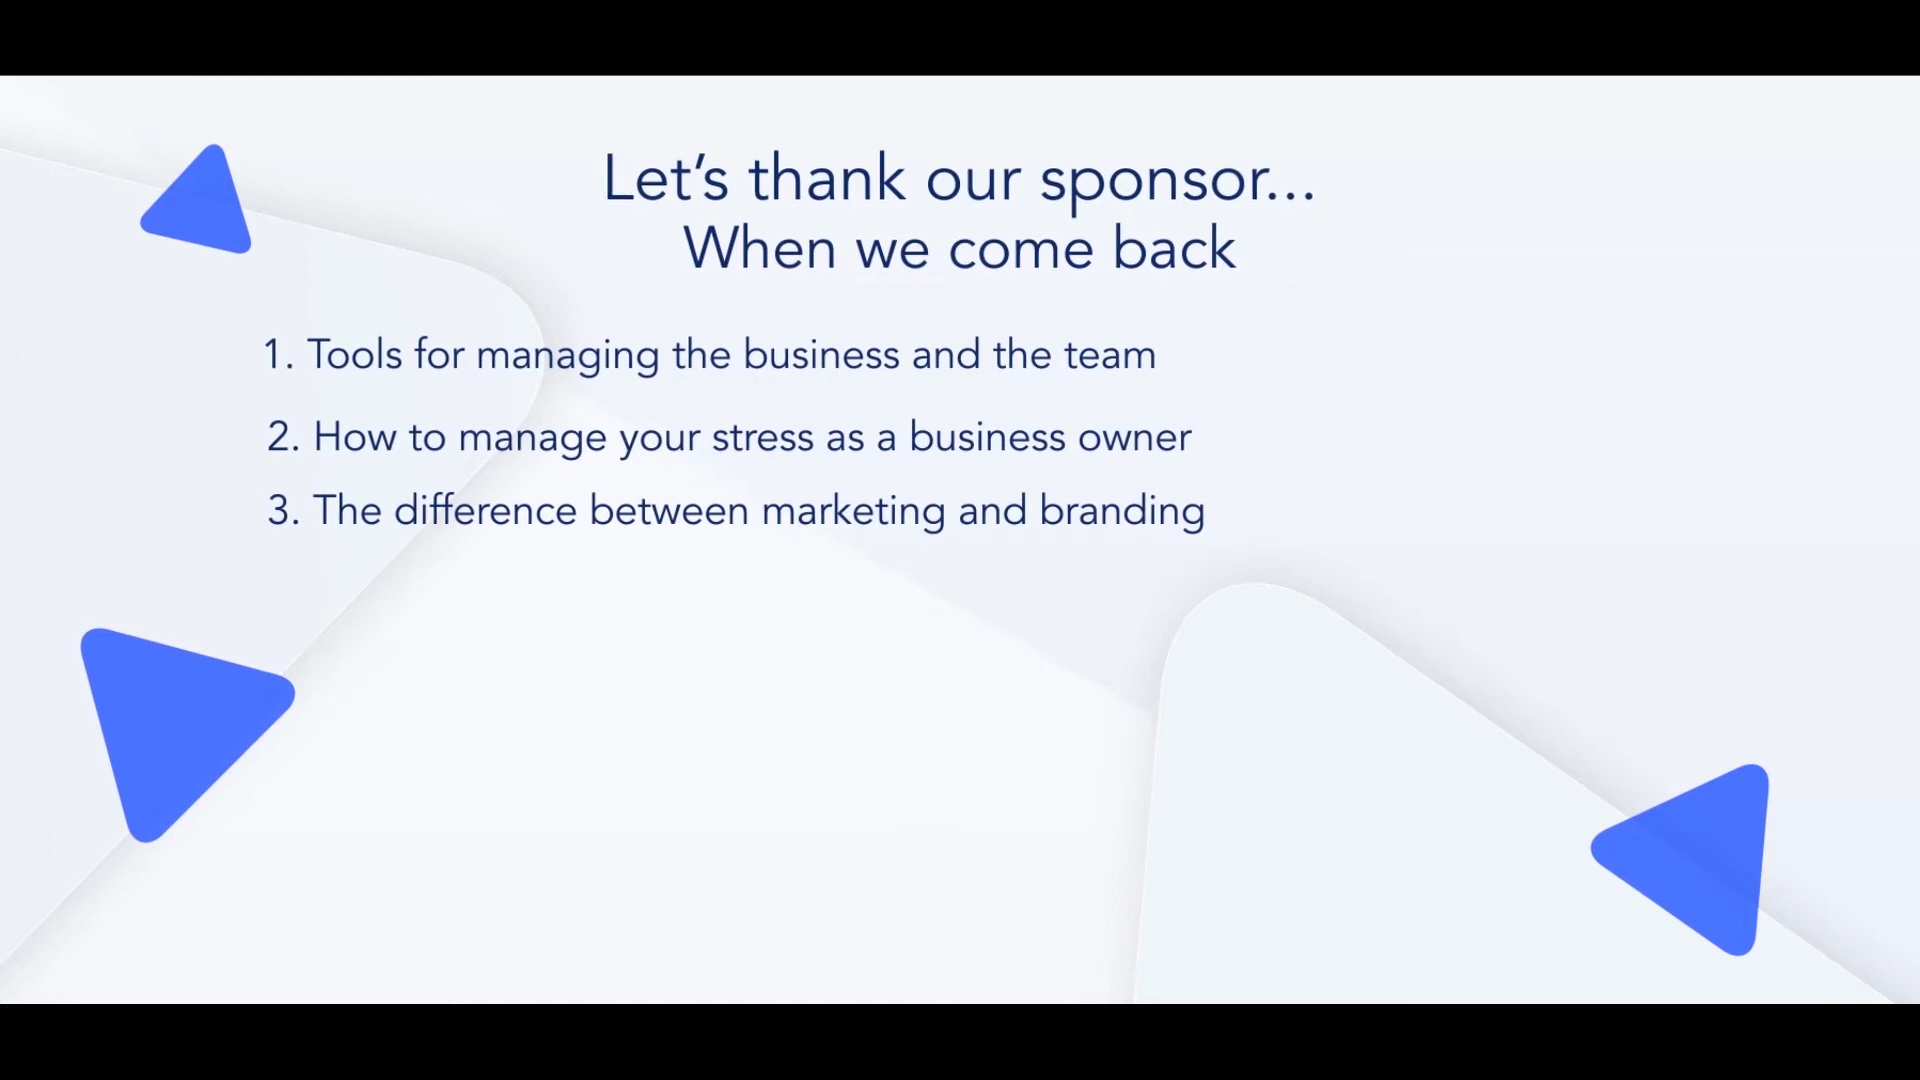 Let’s thank our sponsor...
When we come back
1. Tools for managing the business and the team
2. How to manage your stress as a business owner
3. The difference between marketing and branding